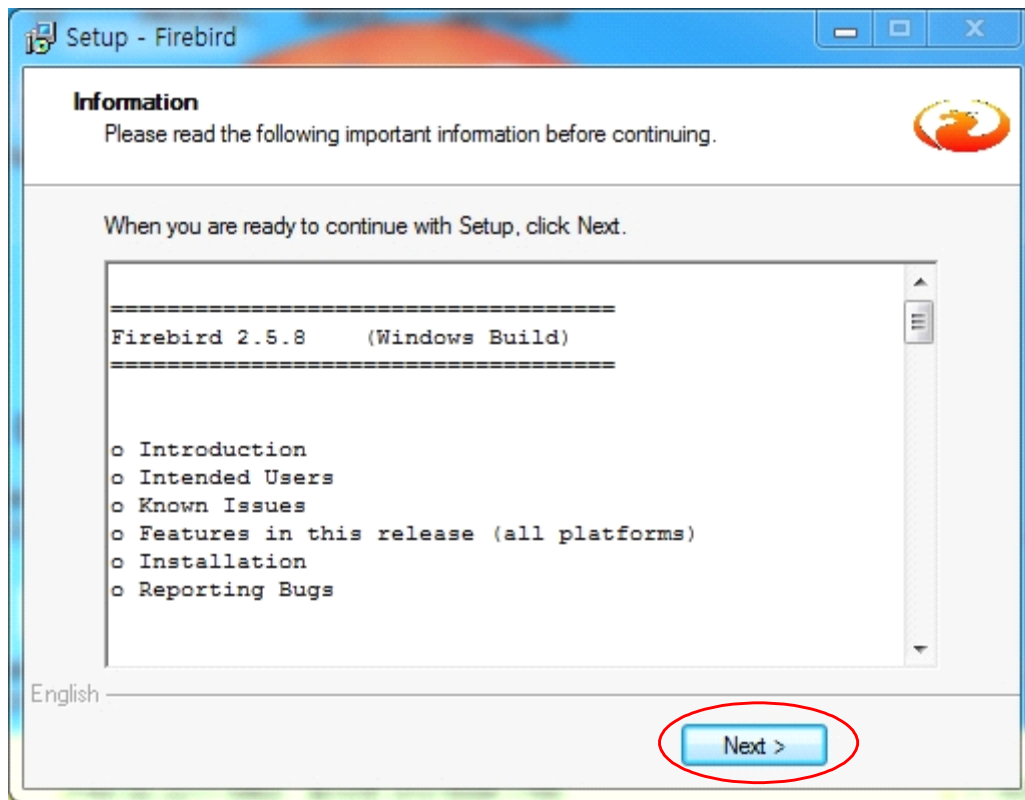 Setup - Firebird
Information
Please read the following important information before continuing.
When you are ready to continue with Setup, click Next.
====================================
Firebird 2.5.8    (Windows Build)
====================================
o Introduction
o Intended Users
o Known Issues
o Features in this release (all platforms)
o Installation
o Reporting Bugs
English
Next >